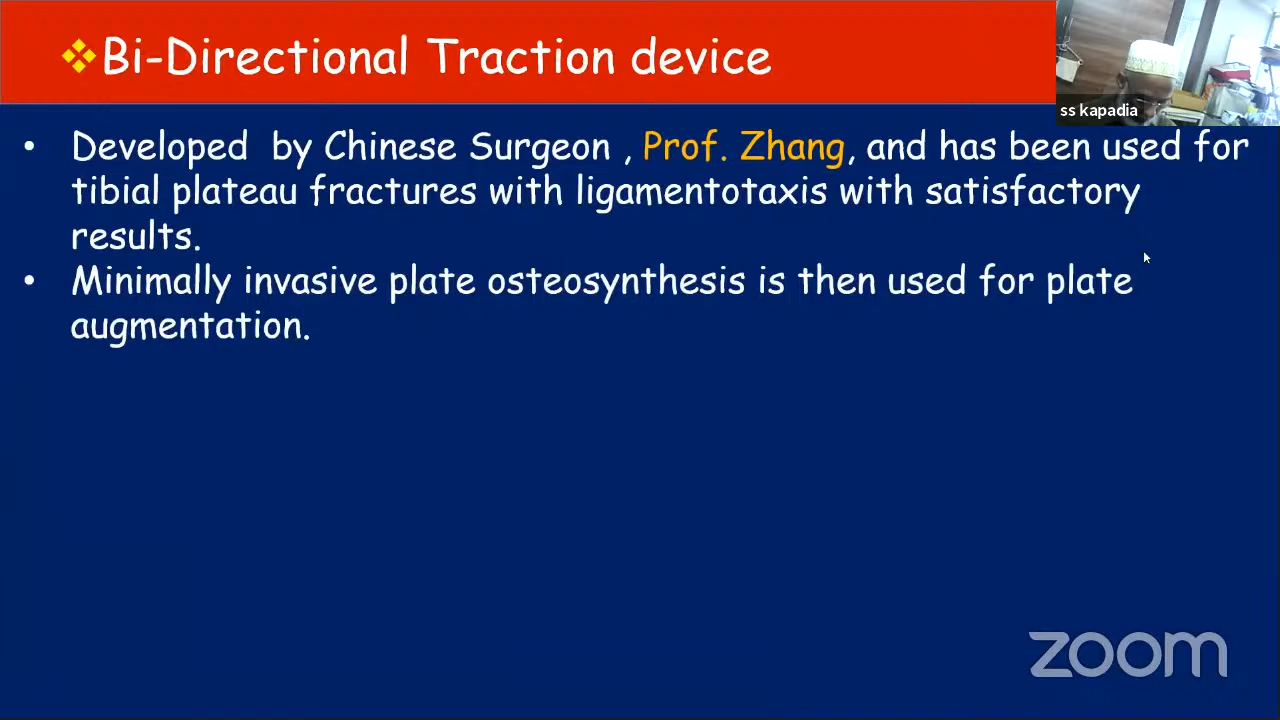 ❖Bi-Directional Traction device
ss kapadia
• Developed by Chinese Surgeon , Prof. Zhang, and has been used for
tibial plateau fractures with ligamentotaxis with satisfactory
results.
• Minimally invasive plate osteosynthesis is then used for plate
augmentation.
zoom